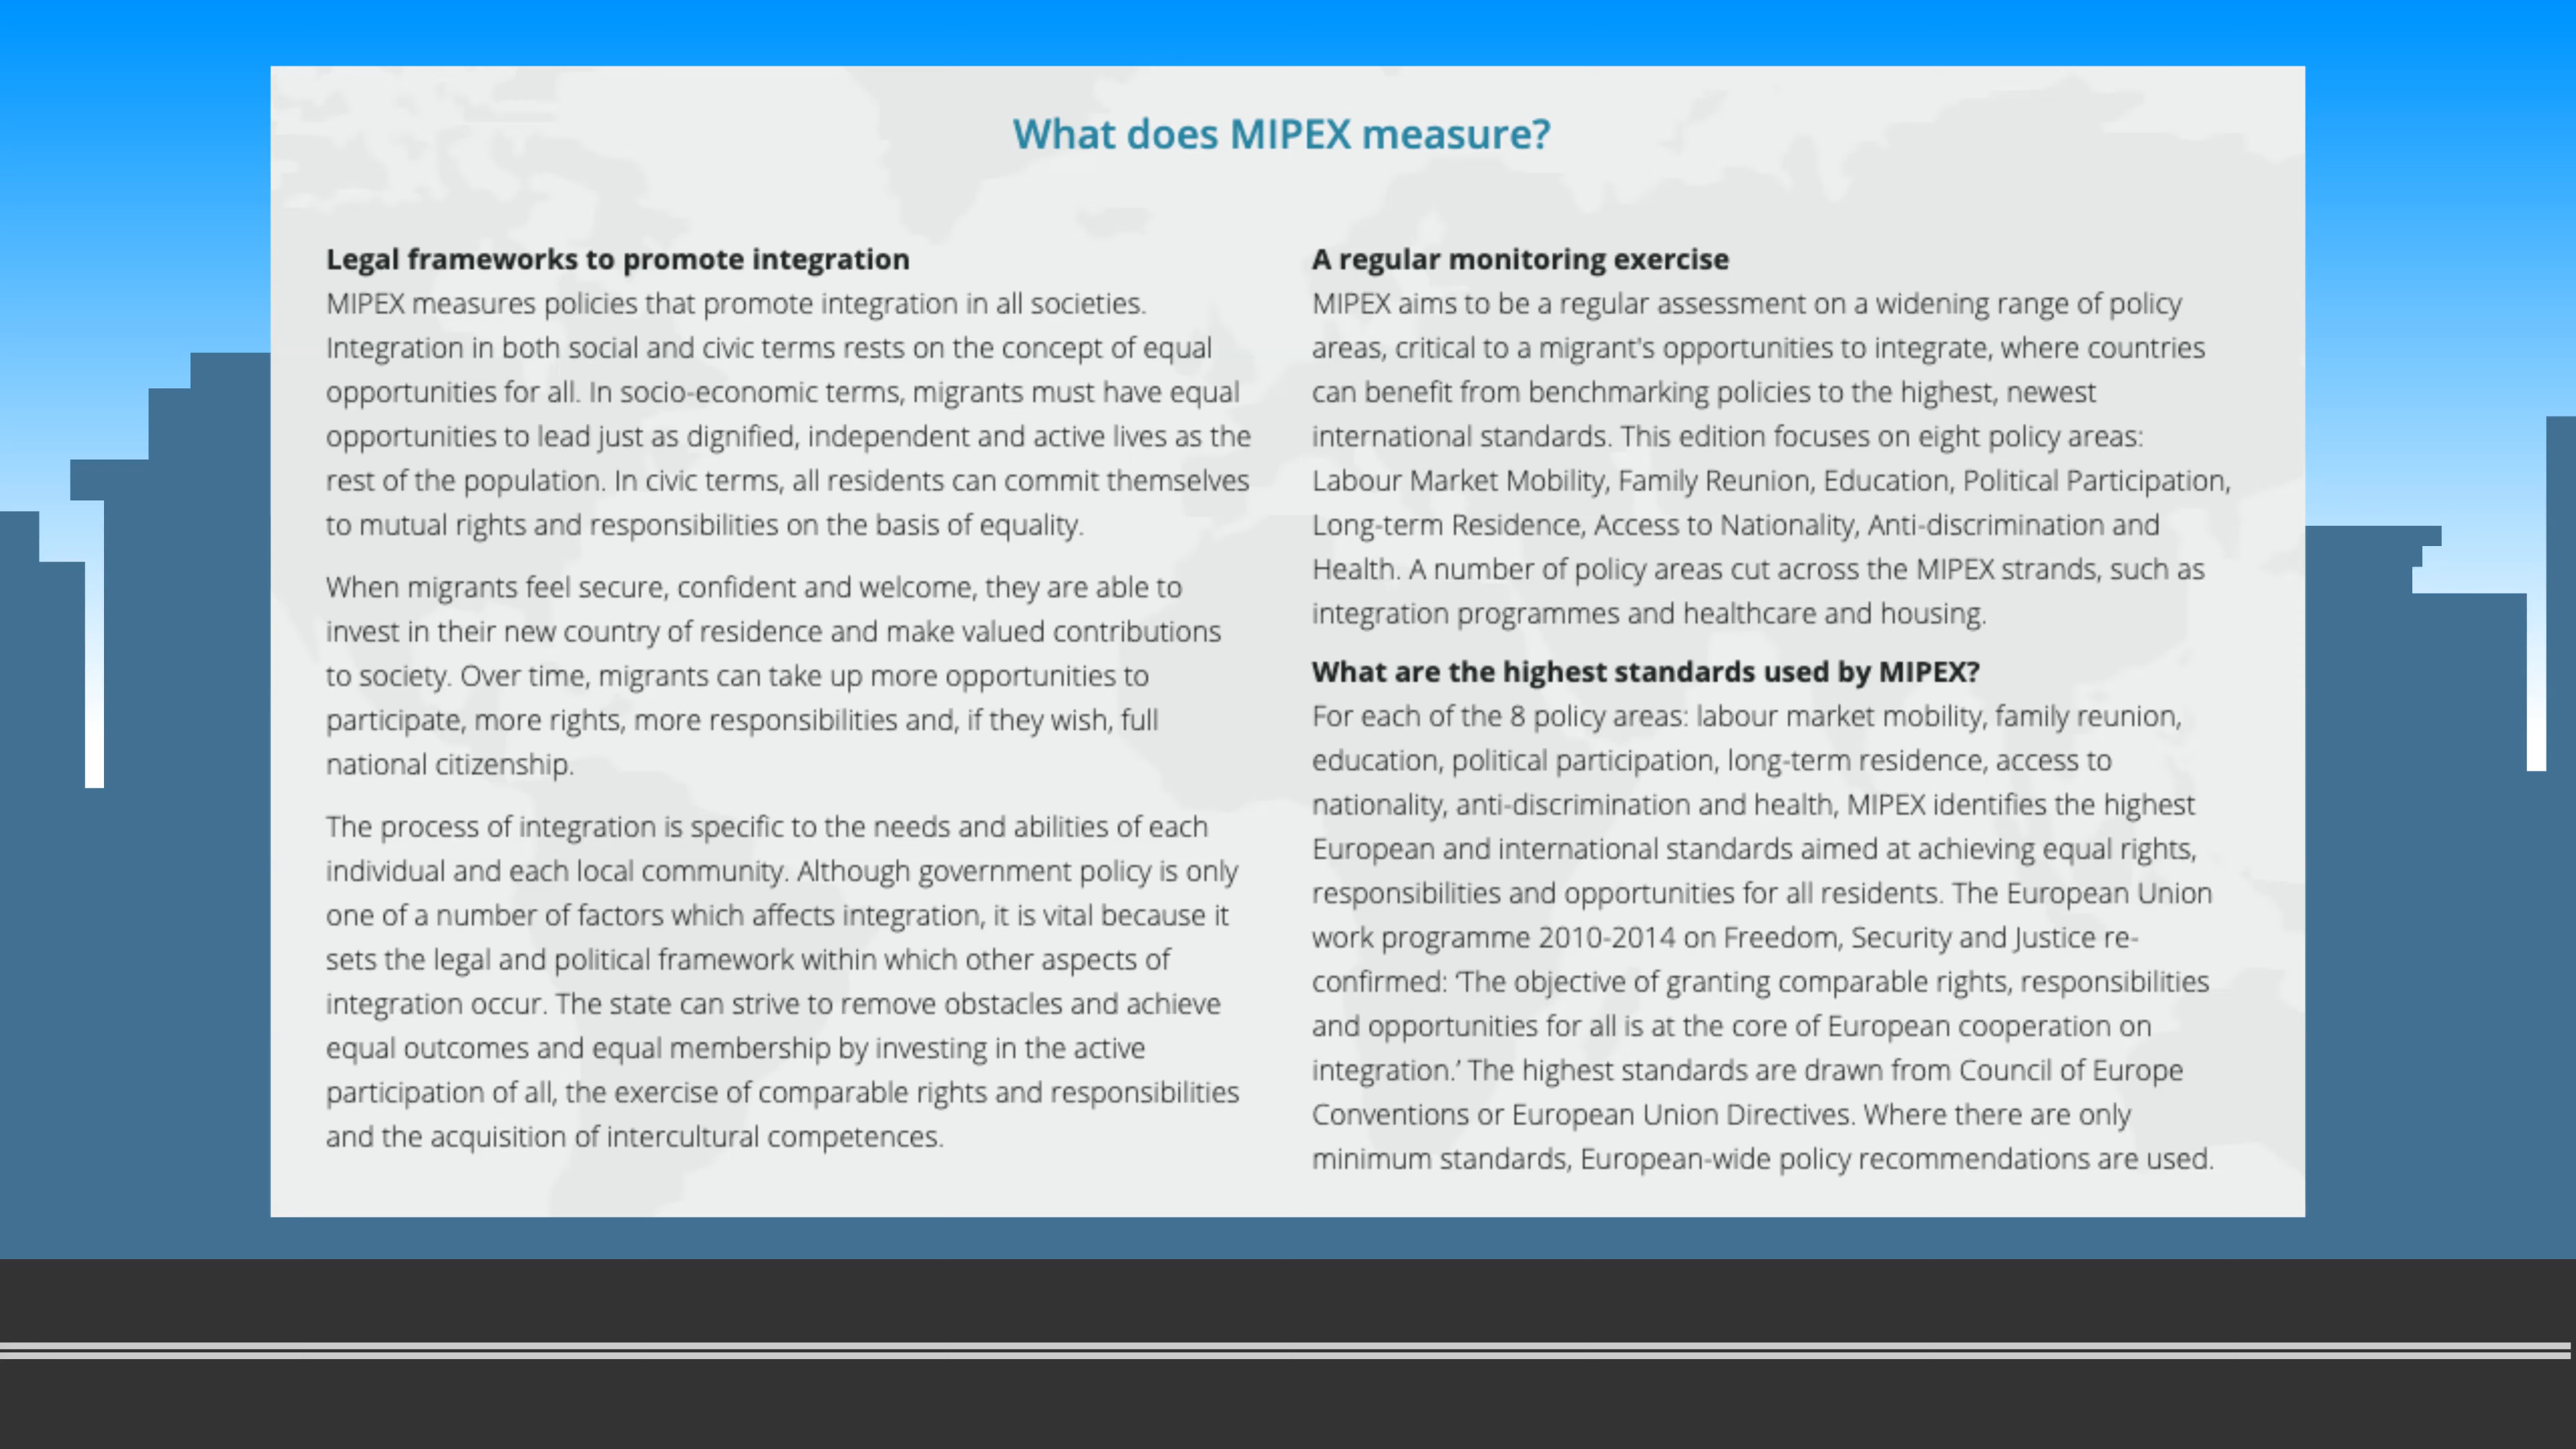 What does MIPEX measure?
Legal frameworks to promote integration
MIPEX measures policies that promote integration in all societies.
Integration in both social and civic terms rests on the concept of equal
opportunities for all. In socio-economic terms, migrants must have equal
opportunities to lead just as dignified, independent and active lives as the
rest of the population. In civic terms, all residents can commit themselves
to mutual rights and responsibilities on the basis of equality.
When migrants feel secure, confident and welcome, they are able to
invest in their new country of residence and make valued contributions
to society. Over time, migrants can take up more opportunities to
participate, more rights, more responsibilities and, if they wish, full
national citizenship.
The process of integration is specific to the needs and abilities of each
individual and each local community. Although government policy is only
one of a number of factors which affects integration, it is vital because it
sets the legal and political framework within which other aspects of
integration occur. The state can strive to remove obstacles and achieve
equal outcomes and equal membership by investing in the active
participation of all, the exercise of comparable rights and responsibilities
and the acquisition of intercultural competences.
A regular monitoring exercise
MIPEX aims to be a regular assessment on a widening range of policy
areas, critical to a migrant's opportunities to integrate, where countries
can benefit from benchmarking policies to the highest, newest
international standards. This edition focuses on eight policy areas:
Labour Market Mobility, Family Reunion, Education, Political Participation,
Long-term Residence, Access to Nationality, Anti-discrimination and
Health. A number of policy areas cut across the MIPEX strands, such as
integration programmes and healthcare and housing.
What are the highest standards used by MIPEX?
For each of the 8 policy areas: labour market mobility, family reunion,
education, political participation, long-term residence, access to
nationality, anti-discrimination and health, MIPEX identifies the highest
European and international standards aimed at achieving equal rights,
responsibilities and opportunities for all residents. The European Union
work programme 2010-2014 on Freedom, Security and Justice re-
confirmed: ‘The objective of granting comparable rights, responsibilities
and opportunities for all is at the core of European cooperation on
integration.’ The highest standards are drawn from Council of Europe
Conventions or European Union Directives. Where there are only
minimum standards, European-wide policy recommendations are used.